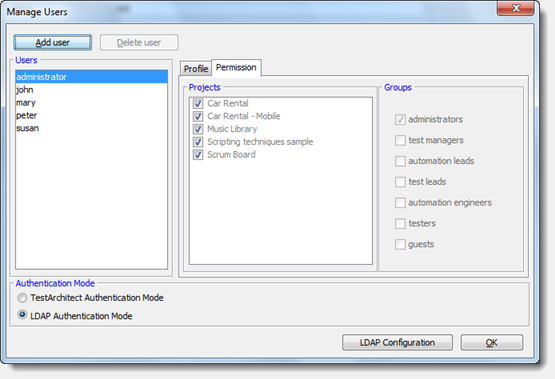 Manage Users
Add user
Delete user
Users
administrator
john
mary
peter
susan
Profile
Permission
Projects
Car Rental
Car Rental - Mobile
Music Library
Scripting techniques sample
Scrum Board
Groups
administrators
test managers
automation leads
test leads
automation engineers
testers
guests
Authentication Mode
TestArchitect Authentication Mode
LDAP Authentication Mode
LDAP Configuration
OK